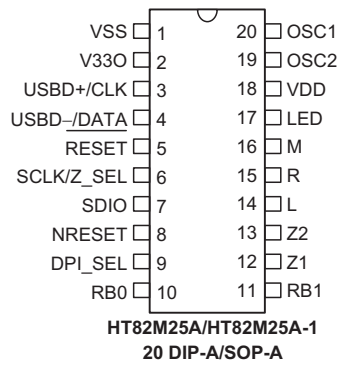 VSS 1 20 OSC1
V33O 2 19 OSC2
USBD+/CLK 3 18 VDD
USBD–/DATA 4 17 LED
RESET 5 16 M
SCLK/Z_SEL 6 15 R
SDIO 7 14 L
NRESET 8 13 Z2
DPI_SEL 9 12 Z1
RB0 10 11 RB1
HT82M25A/HT82M25A-1
20 DIP-A/SOP-A